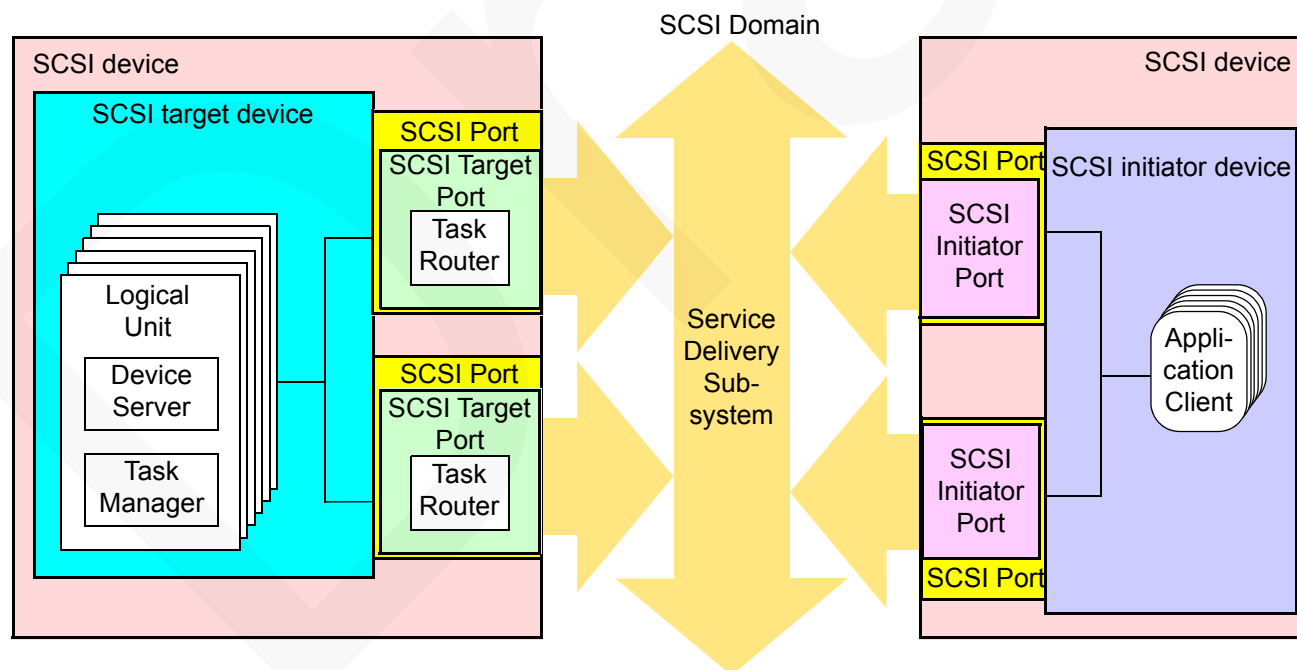 SCSI Domain
SCSI device
SCSI target device
Logical
Unit
Device
Server
Task
Manager
SCSI Port
SCSI Target
Port
Task
Router
SCSI Port
SCSI Target
Port
Task
Router
Service
Delivery
Sub-
system
SCSI device
SCSI Port
SCSI initiator device
SCSI
Initiator
Port
Appli-
cation
Client
SCSI
Initiator
Port
SCSI Port